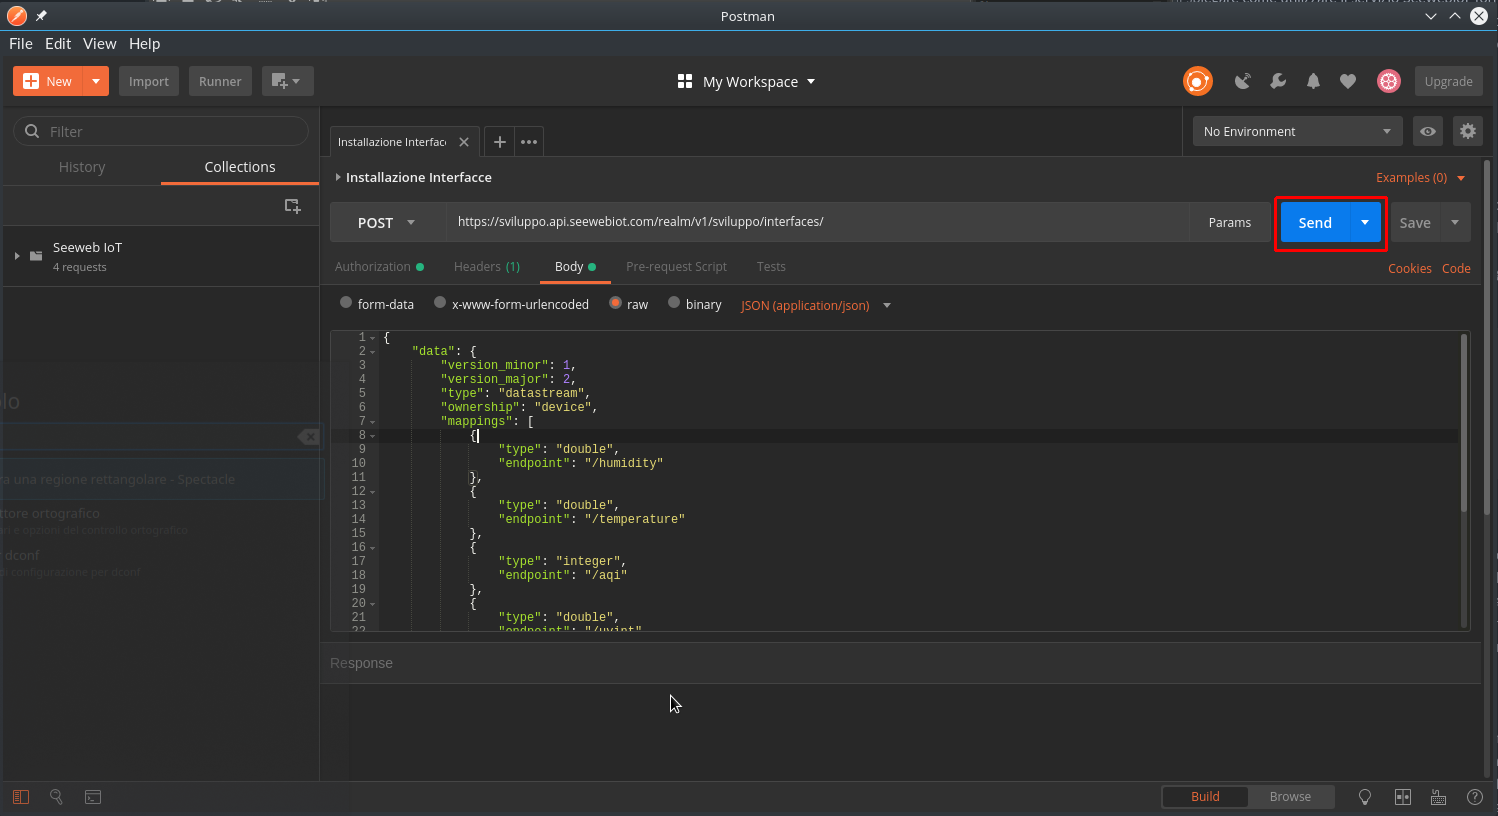 Postman
File Edit View Help
New Import Runner My Workspace Upgrade
Filter
History Collections
Seeweb IoT
4 requests
Installazione Interfac
No Environment
Installazione Interfacce
Examples (0)
POST https://sviluppo.api.seewebiot.com/realm/v1/sviluppo/interfaces/ Params Send Save
Authorization Headers (1) Body Pre-request Script Tests
Cookies Code
form-data x-www-form-urlencoded raw binary JSON (application/json)
1 {
2 "data": {
3 "version_minor": 1,
4 "version_major": 2,
5 "type": "datastream",
6 "ownership": "device",
7 "mappings": [
8 {
9 "type": "double",
10 "endpoint": "/humidity"
11 },
12 {
13 "type": "double",
14 "endpoint": "/temperature"
15 },
16 {
17 "type": "integer",
18 "endpoint": "/aqi"
19 },
20 {
21 "type": "double",
22 "endpoint": "/uvint"
una regione rettangolare - Spectacle
ortografico
e opzioni del controllo ortografico
dconf
di configurazione per dconf
Response
Build Browse